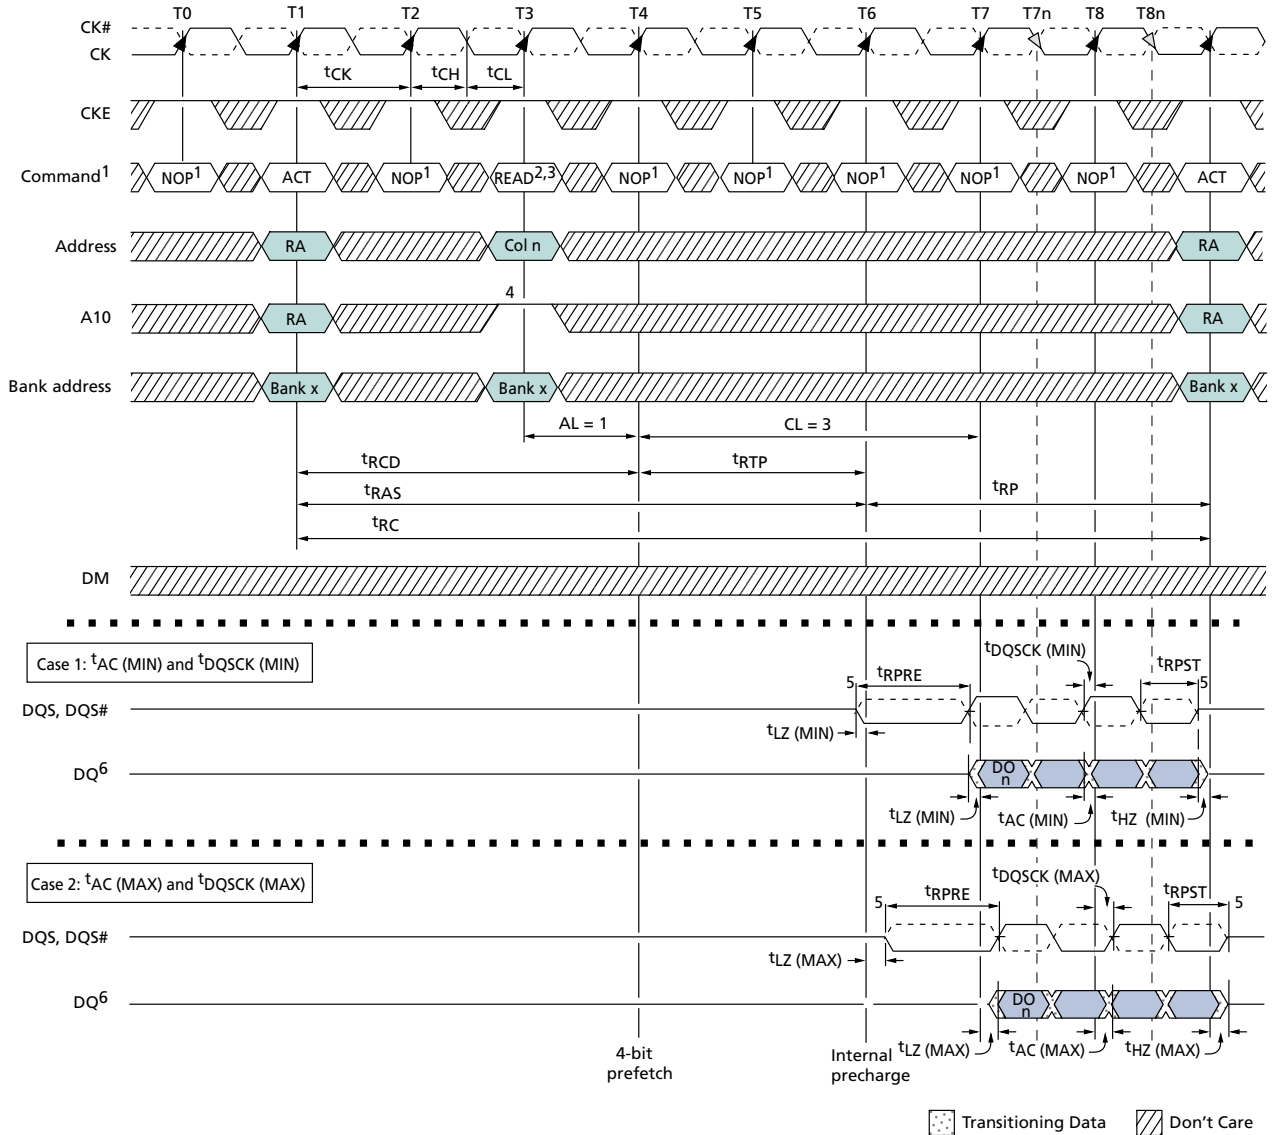 T0 T1 T2 T3 T4 T5 T6 T7 T7n T8 T8n
CK#
CK
tCK tCH tCL
CKE
Command1 NOP1 ACT NOP1 READ2,3 NOP1 NOP1 NOP1 NOP1 NOP1 ACT
Address RA Col n RA
4
A10 RA RA
Bank address Bank x Bank x Bank x
AL = 1 CL = 3
tRCD tRTP
tRAS tRP
tRC
DM
Case 1: tAC (MIN) and tDQSCK (MIN)
tDQSCK (MIN)
5 tRPRE tRPST 5
DQS, DQS#
tLZ (MIN)
DQ6 DO
n
tLZ (MIN) tAC (MIN) tHZ (MIN)
Case 2: tAC (MAX) and tDQSCK (MAX)
tDQSCK (MAX)
5 tRPRE tRPST 5
DQS, DQS#
tLZ (MAX)
DQ6 DO
n
tLZ (MAX) tAC (MAX) tHZ (MAX)
4-bit
prefetch
Internal
precharge
Transitioning Data Don't Care